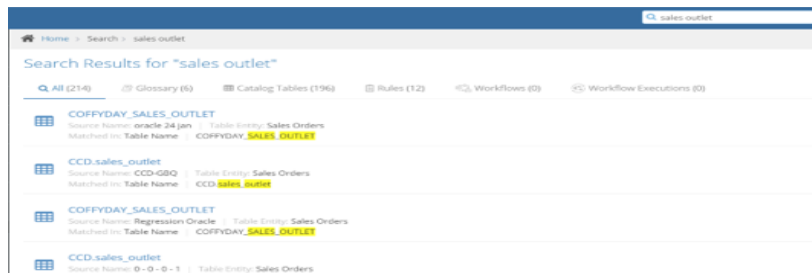 sales outlet
Home > Search > sales outlet
Search Results for "sales outlet"
All (214) Glossary (6) Catalog Tables (196) Rules (12) Workflows (0) Workflow Executions (0)
COFFYDAY_SALES_OUTLET
Source Name: oracle 24 jan | Table Entity: Sales Orders
Matched In: Table Name | COFFYDAY_SALES_OUTLET
CCD.sales_outlet
Source Name: CCD-GBQ | Table Entity: Sales Orders
Matched In: Table Name | CCD.sales_outlet
COFFYDAY_SALES_OUTLET
Source Name: Regression Oracle | Table Entity: Sales Orders
Matched In: Table Name | COFFYDAY_SALES_OUTLET
CCD.sales_outlet
Source Name: 0 - 0 - 0 - 1 | Table Entity: Sales Orders